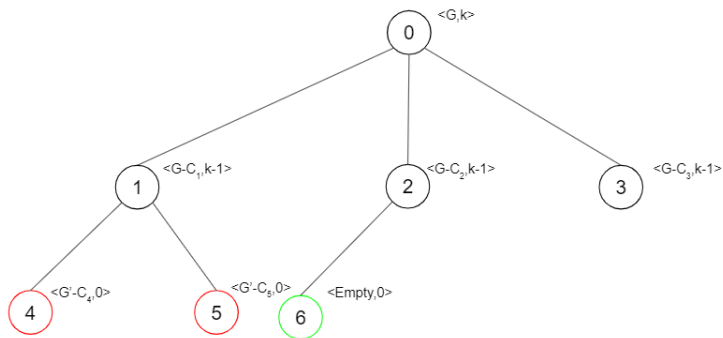 <G,k>
0
<G-C1,k-1>
<G-C2,k-1>
<G-C3,k-1>
1
2
3
<G'-C4,0>
<G'-C5,0>
<Empty,0>
4
5
6